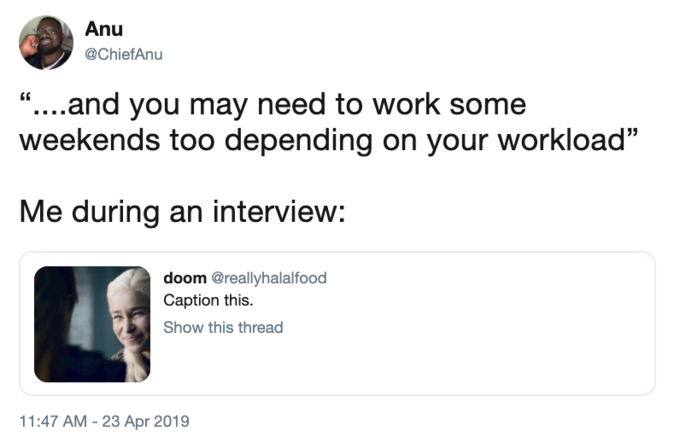 Anu
@ChiefAnu
“....and you may need to work some
weekends too depending on your workload”
Me during an interview:
doom @reallyhalalfood
Caption this.
Show this thread
11:47 AM - 23 Apr 2019